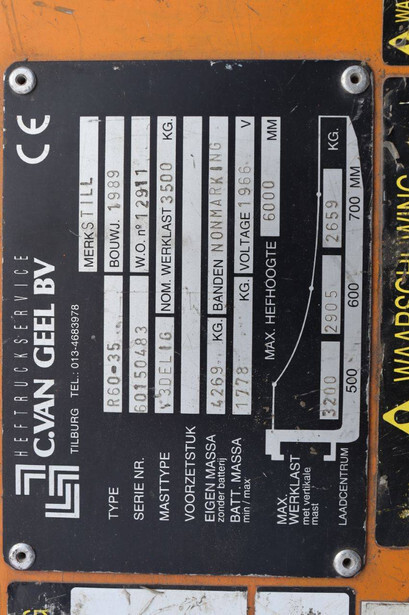 HEFTRUCKSERVICE
C.VAN GEEL BV
TILBURG TEL.: 013-4683978
CE
MERK STILL
TYPE R60-35 BOUWJ. 1989
SERIE NR. 60150483 W.O. nº 12911
MASTTYPE NOM. WERKLAST 3500 KG.
VOORZETSTUK
EIGEN MASSA 4269 KG. BANDEN NONMARKING
zonder batterij
BATT. MASSA 1778 KG. VOLTAGE 1966 V
min / max
MAX. HEFHOOGTE 6000 MM
MAX. WERKLAST 3210 2905 2659 KG.
met vertikale mast
LAADCENTRUM 500 600 700 MM
WAARSCHUWING